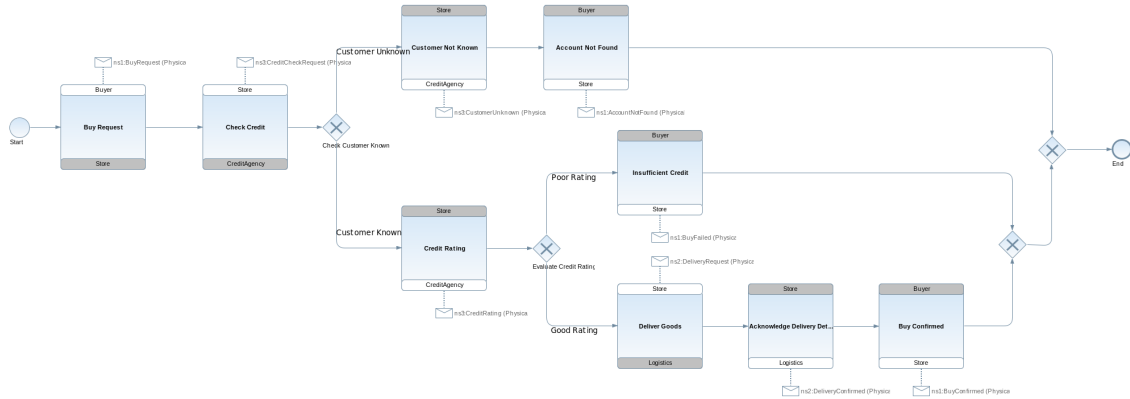 Store
Customer Not Known
CreditAgency
ns3:CustomerUnknown (Physica
Buyer
Account Not Found
Store
ns1:AccountNotFound (Physica
Customer Unknown
ns1:BuyRequest (Physica
Buyer
Buy Request
Store
ns3:CreditCheckRequest (Physica
Store
Check Credit
CreditAgency
Start
Check Customer Known
Customer Known
Store
Credit Rating
CreditAgency
ns3:CreditRating (Physica
Evaluate Credit Rating
Poor Rating
Buyer
Insufficient Credit
Store
ns1:BuyFailed (Physica
Good Rating
ns2:DeliveryRequest (Physica
Store
Deliver Goods
Logistics
Store
Acknowledge Delivery Det...
Logistics
ns2:DeliveryConfirmed (Physica
Buyer
Buy Confirmed
Store
ns1:BuyConfirmed (Physica
End